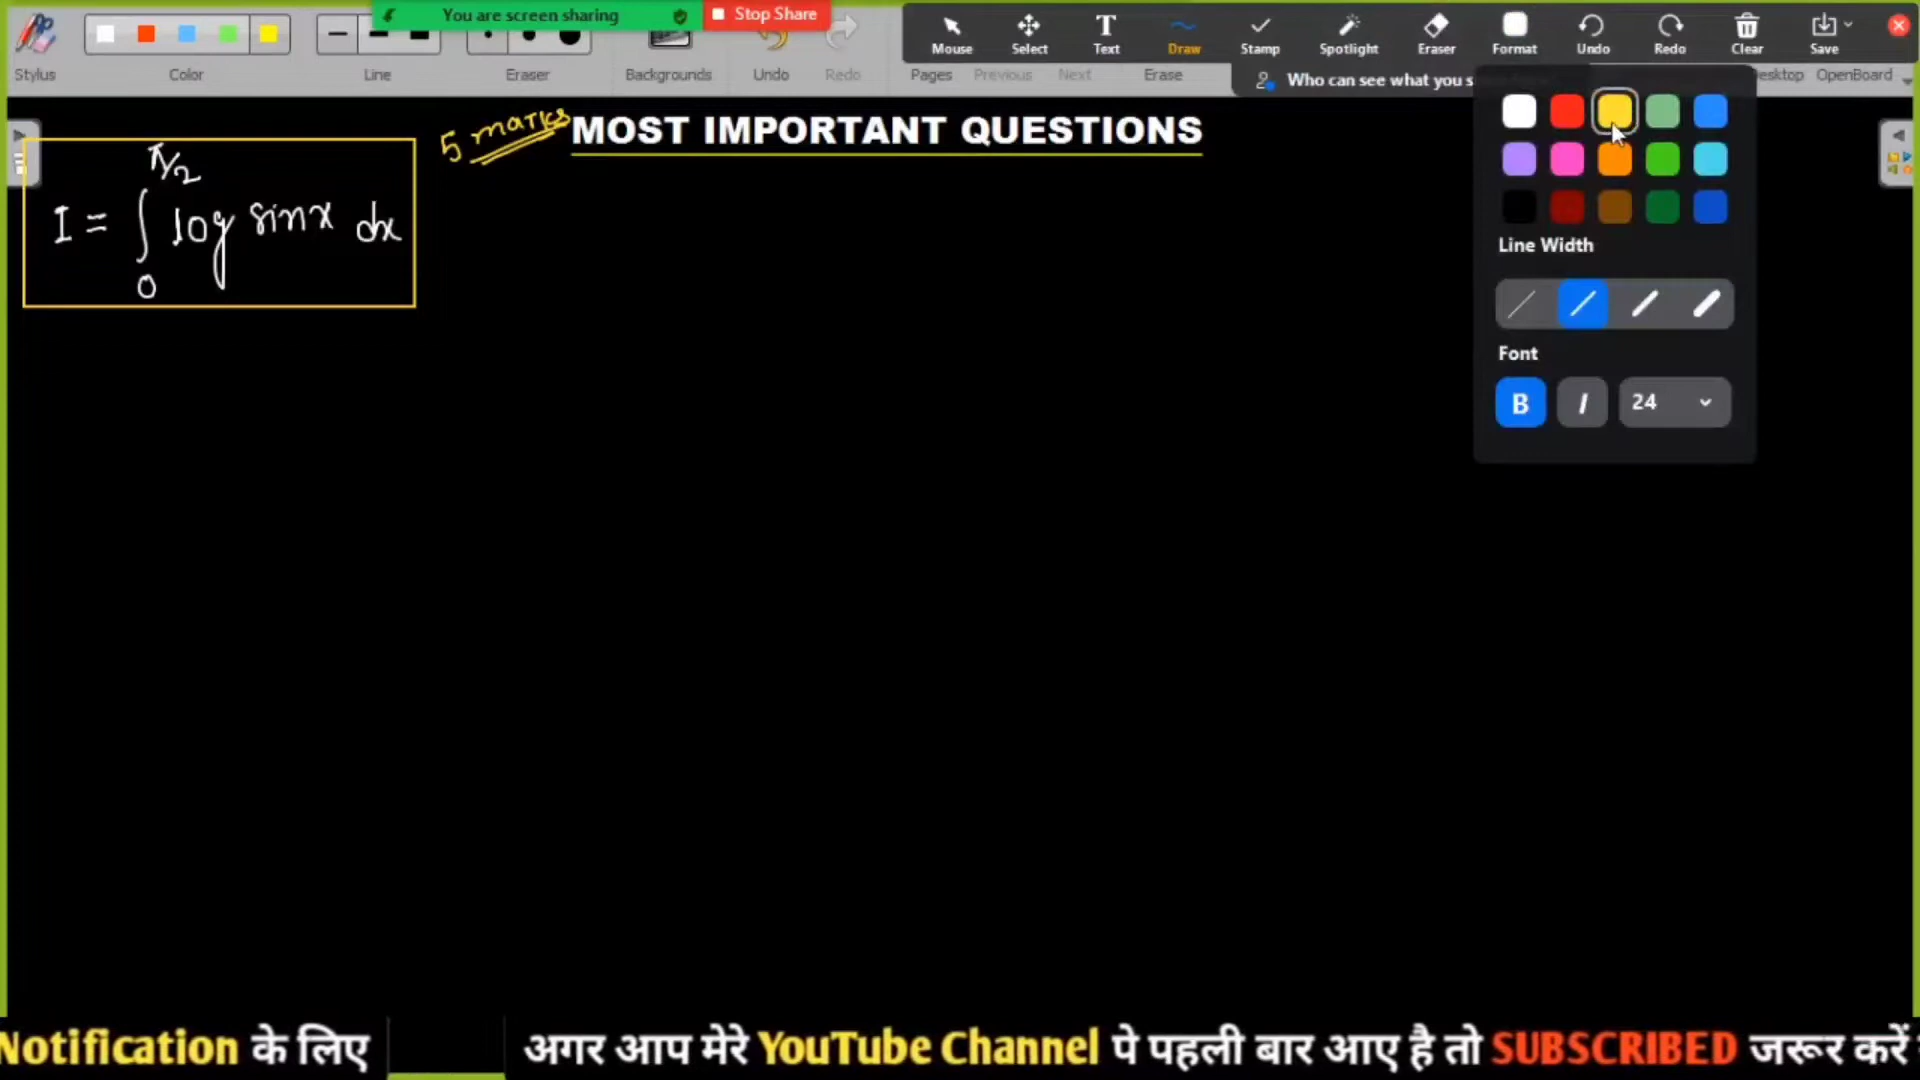 You are screen sharing Stop Share
Mouse Select Text Draw Stamp Spotlight Eraser Format Undo Redo Clear Save
Stylus Color Line Eraser Backgrounds Undo Redo Pages Previous Next Erase
Who can see what you s
esktop OpenBoard
5 marks MOST IMPORTANT QUESTIONS
I = ∫₀^{π/2} log sinx dx
Line Width
Font
B I 24
Notification के लिए
अगर आप मेरे YouTube Channel पे पहली बार आए है तो SUBSCRIBED जरूर करें